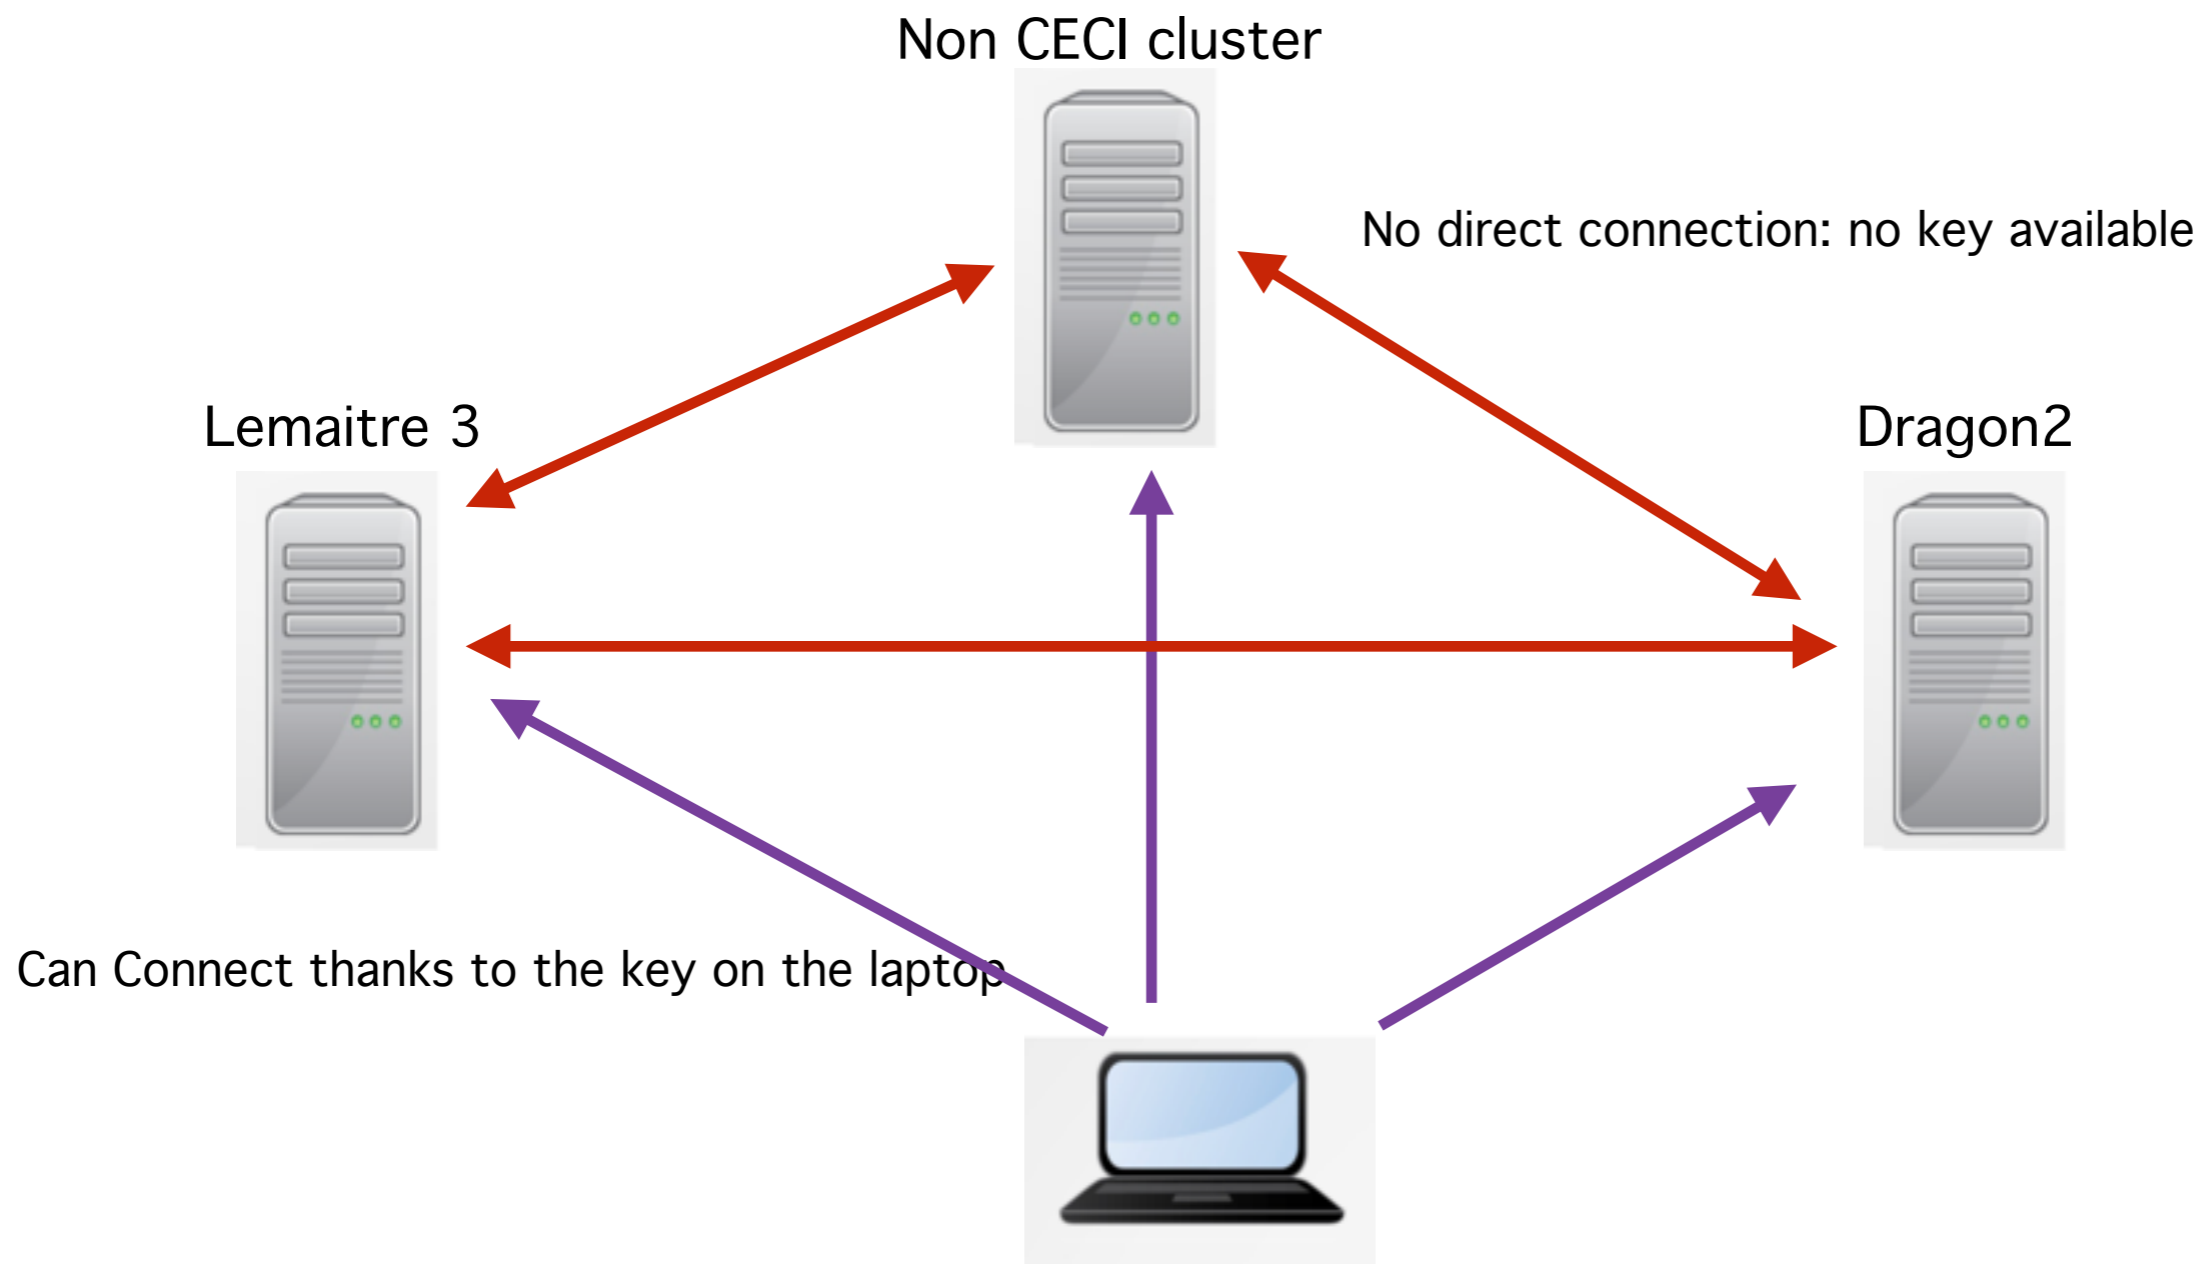 Non CECI cluster
No direct connection: no key available
Lemaitre 3
Dragon2
Can Connect thanks to the key on the laptop